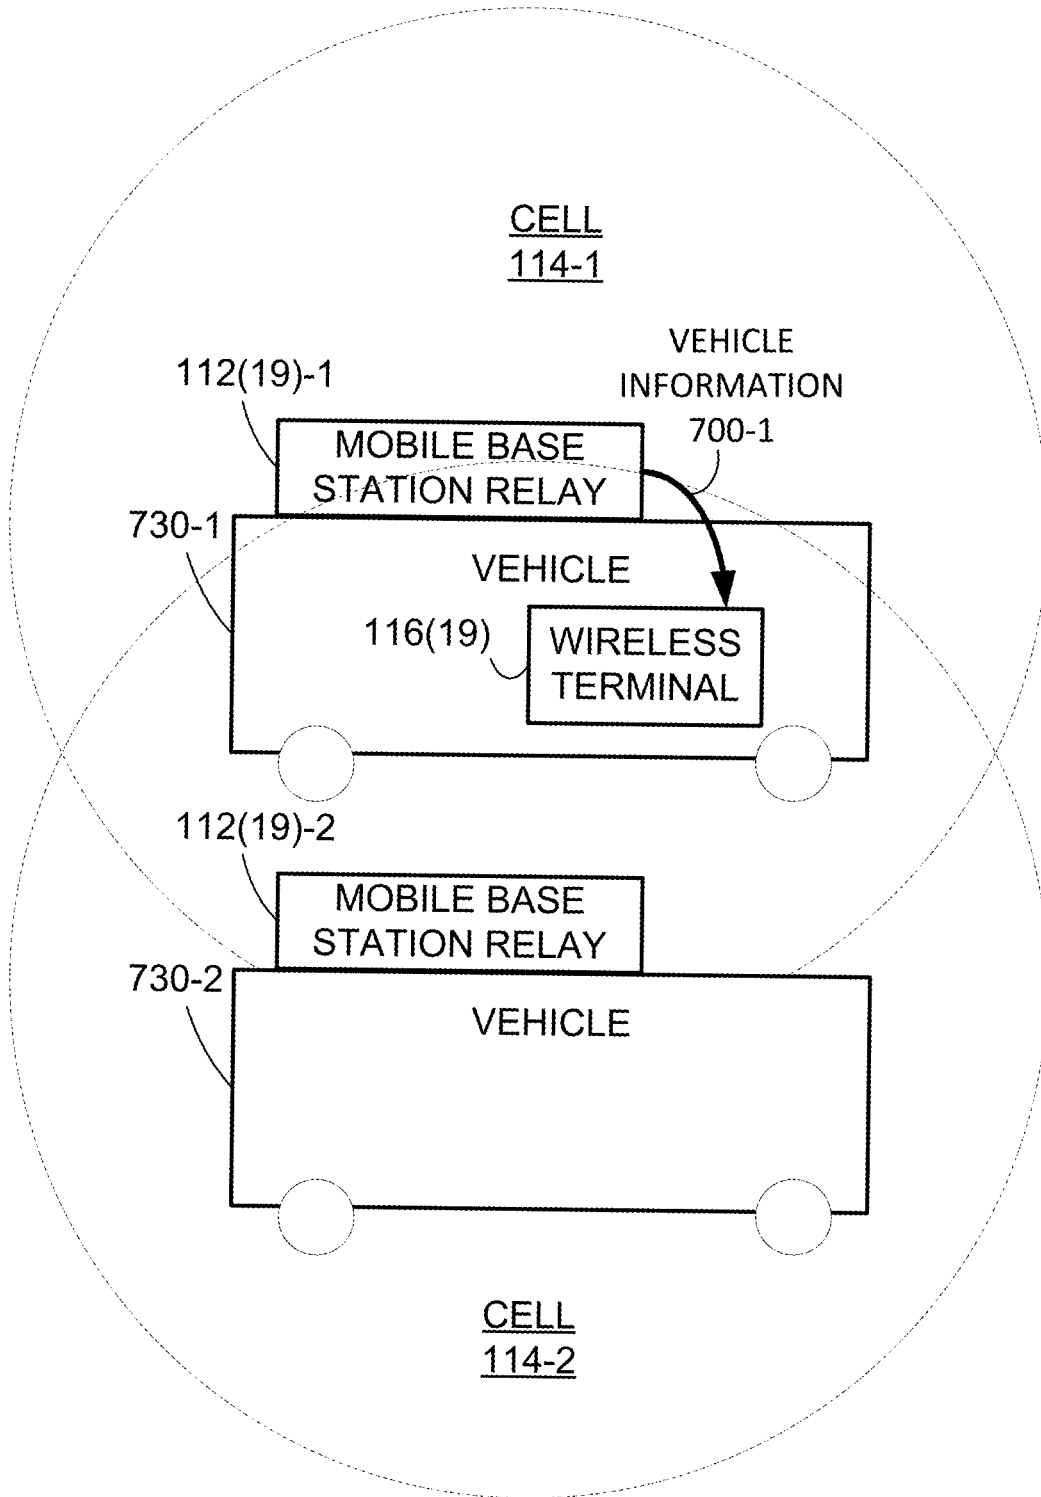 CELL
114-1
VEHICLE
INFORMATION
700-1
112(19)-1
MOBILE BASE
STATION RELAY
730-1
VEHICLE
116(19)
WIRELESS
TERMINAL
112(19)-2
MOBILE BASE
STATION RELAY
730-2
VEHICLE
CELL
114-2